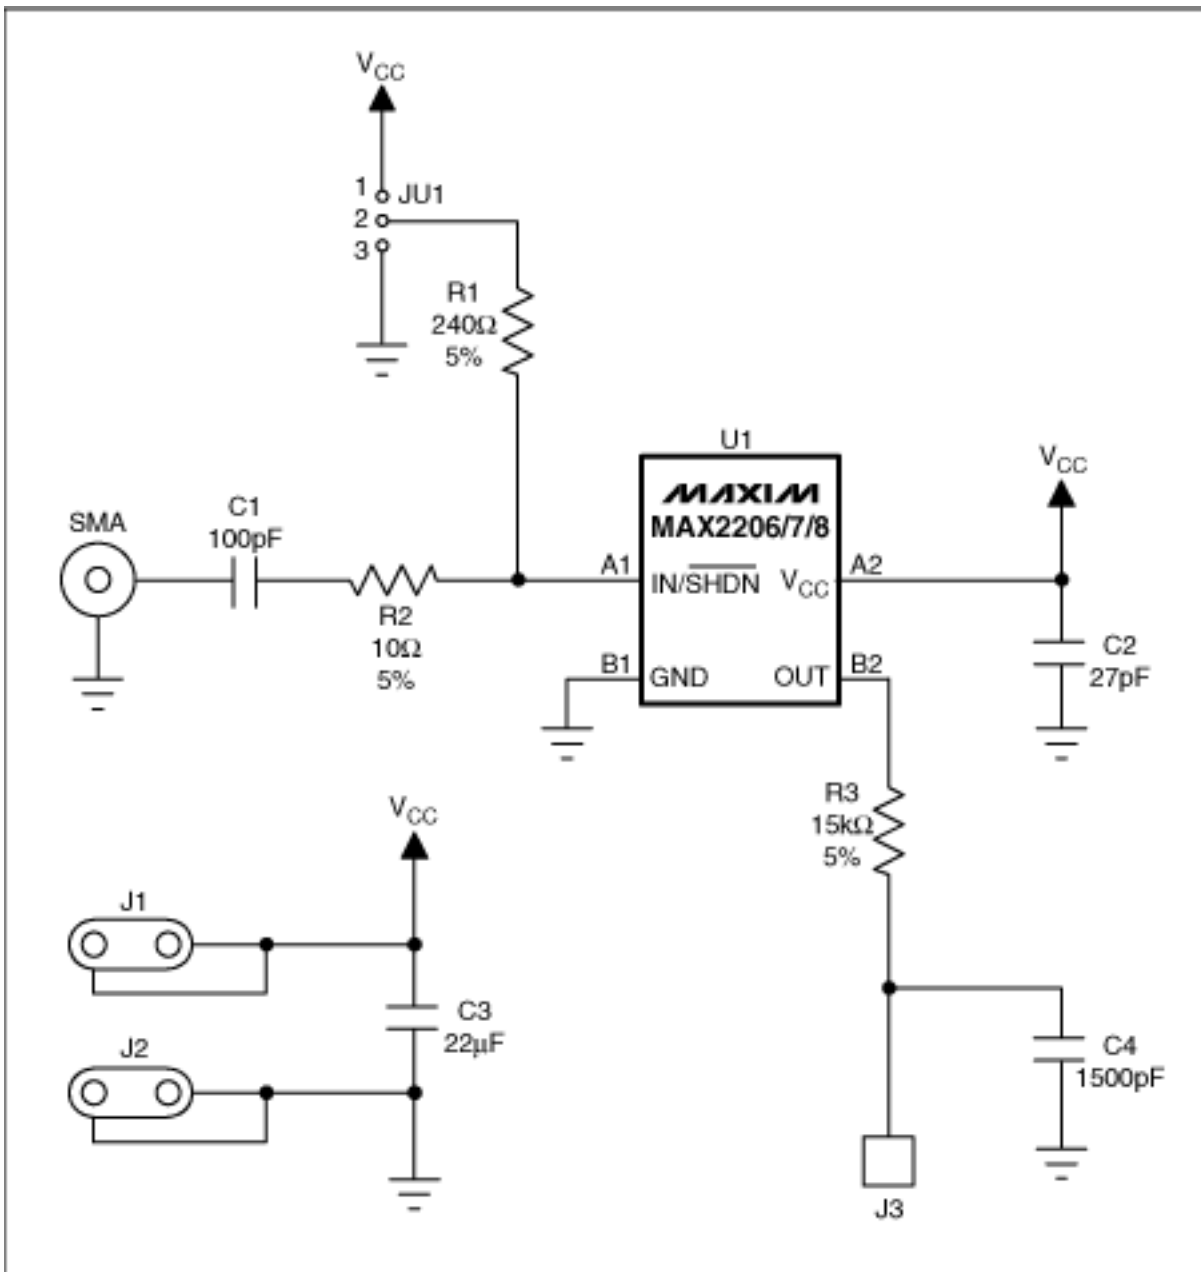 VCC
1
JU1
2
3
R1
240Ω
5%
U1
VCC
MAXIM
MAX2206/7/8
SMA
C1
100pF
A1
IN/SHDN
VCC
A2
R2
10Ω
5%
B1
GND
OUT
B2
C2
27pF
R3
15kΩ
5%
VCC
J1
C3
22μF
J2
C4
1500pF
J3